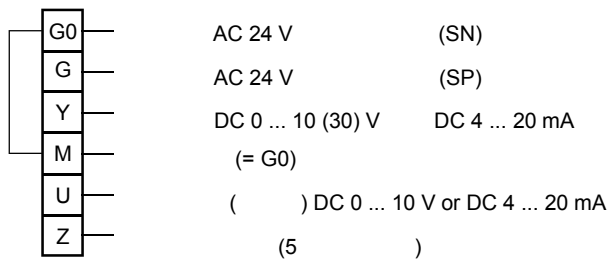 G0 AC 24 V (SN)
G AC 24 V (SP)
Y DC 0 ... 10 (30) V DC 4 ... 20 mA
M (= G0)
U ( ) DC 0 ... 10 V or DC 4 ... 20 mA
Z (5 )